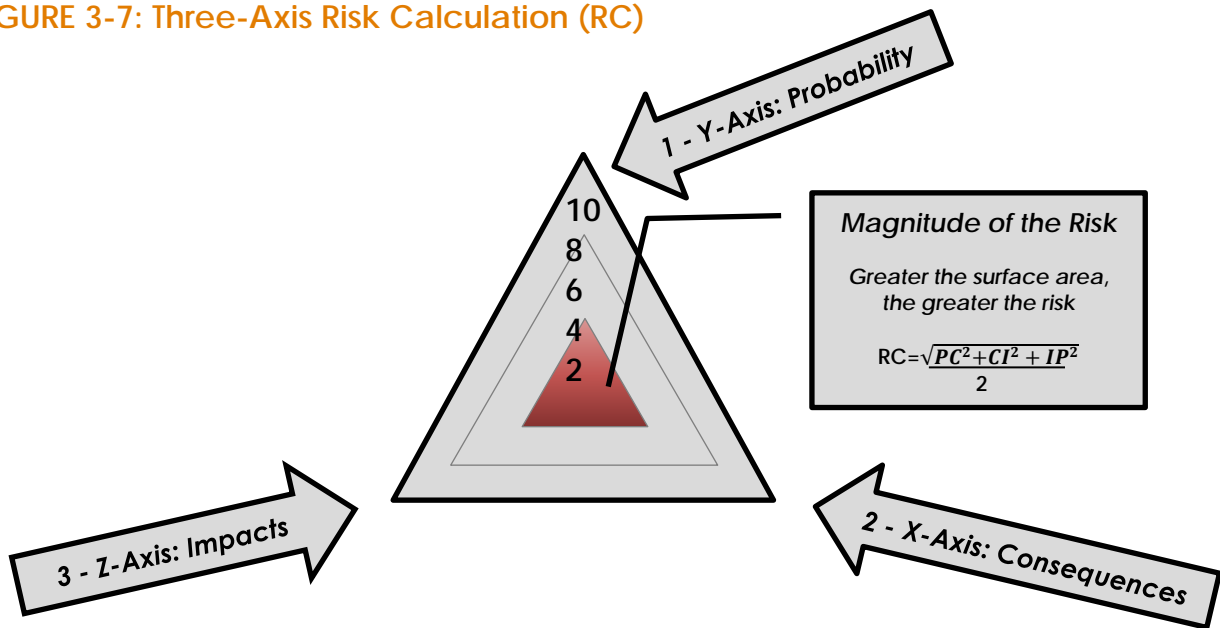 GURE 3-7: Three-Axis Risk Calculation (RC)
1 - Y-Axis: Probability
10
8
6
4
2
Magnitude of the Risk
Greater the surface area,
the greater the risk
RC=√PC²+CI² + IP²
2
3 - Z-Axis: Impacts
2 - X-Axis: Consequences